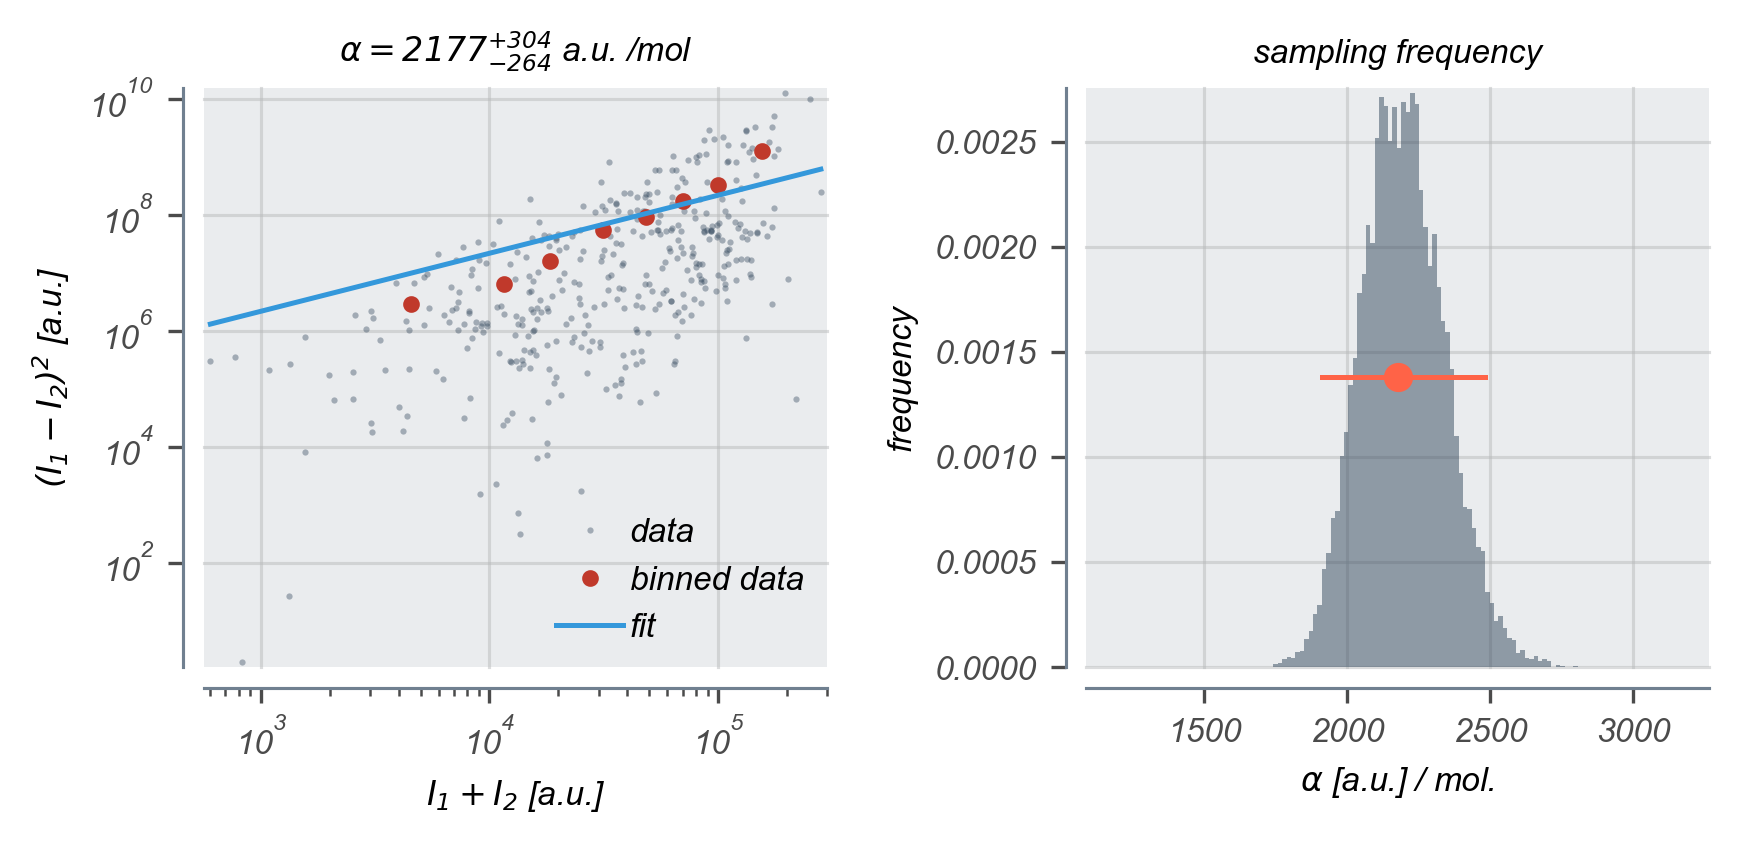 α = 2177 +304 −264 a.u. /mol
10^10
10^8
10^6
10^4
10^2
(I₁ − I₂)² [a.u.]
data
binned data
fit
10^3 10^4 10^5
I₁ + I₂ [a.u.]
sampling frequency
0.0025
0.0020
0.0015
0.0010
0.0005
0.0000
frequency
1500 2000 2500 3000
α [a.u.] / mol.